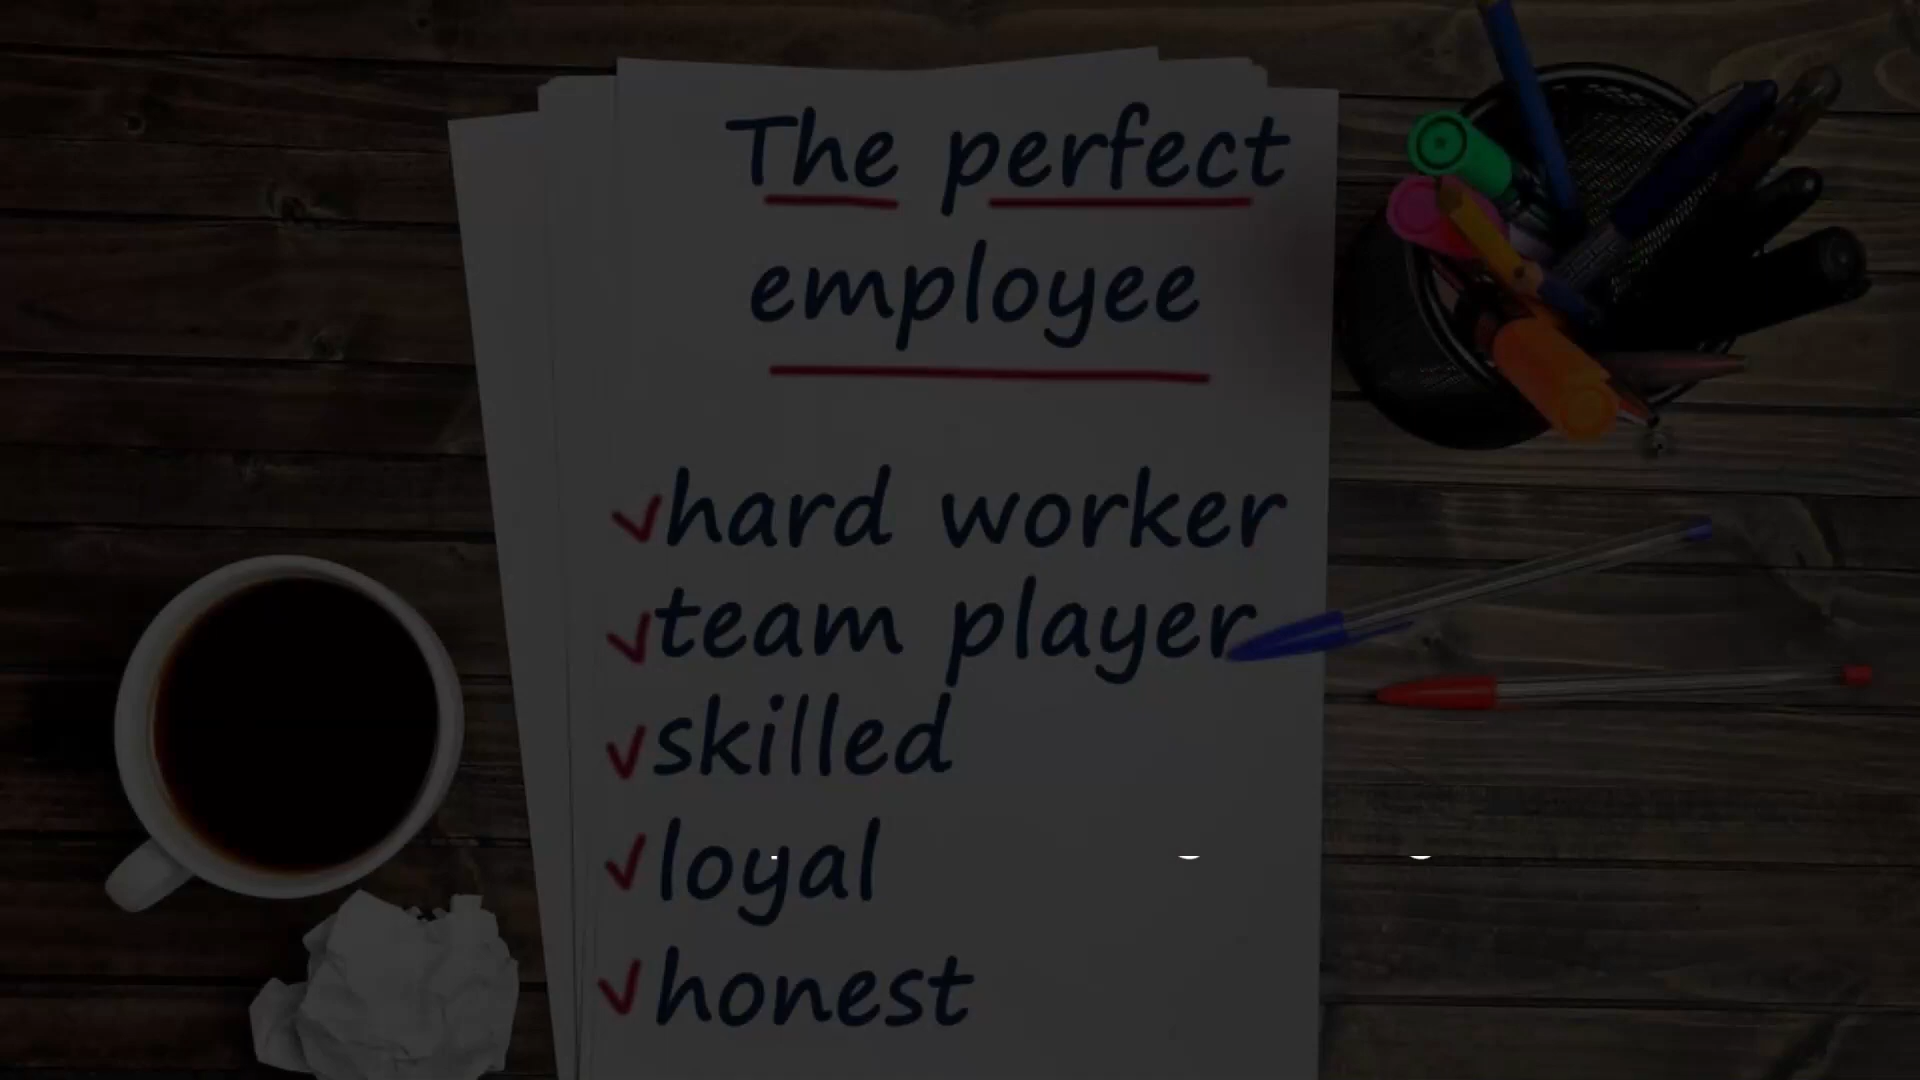 The perfect
employee
hard worker
team player
skilled
loyal
honest